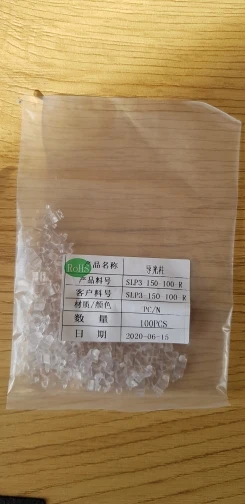 RoHS
品名称 导光柱
产品料号 SLP3 150 100 R
客户料号 SLP3 150 100 R
材质/颜色 PC/N
数 量 100PCS
日 期 2020-06-15